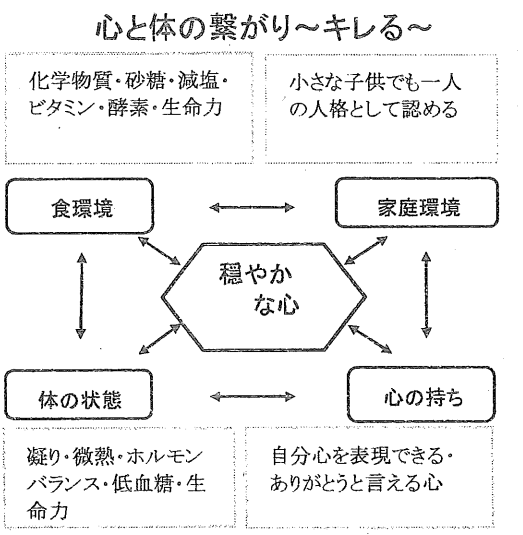 心と体の繋がり～キレる～
化学物質・砂糖・減塩・
ビタミン・酵素・生命力
小さな子供でも一人
の人格として認める
食環境
家庭環境
穏やか
な心
体の状態
心の持ち
凝り・微熱・ホルモン
バランス・低血糖・生
命力
自分心を表現できる・
ありがとうと言える心